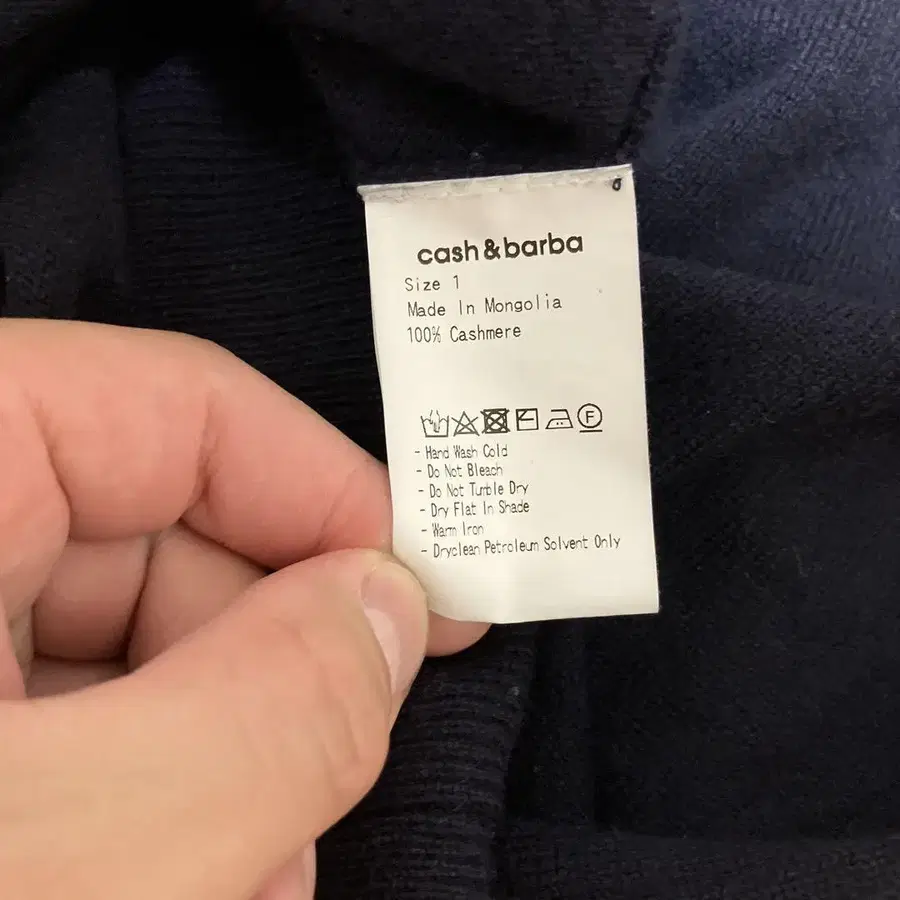 cash&barba
Size 1
Made In Mongolia
100% Cashmere
F
- Hand Wash Cold
- Do Not Bleach
- Do Not Tumble Dry
- Dry Flat In Shade
- Warm Iron
- Dryclean Petroleum Solvent Only